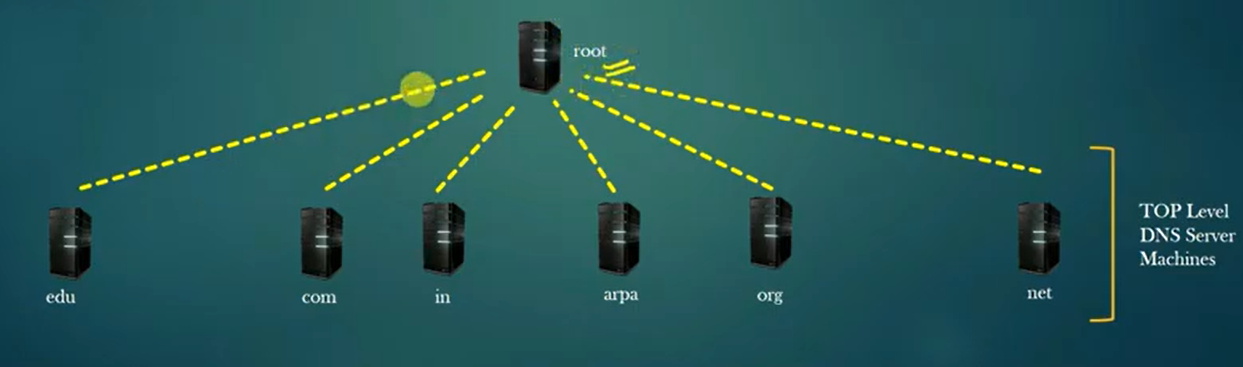 root
edu
com
in
arpa
org
net
TOP Level
DNS Server
Machines